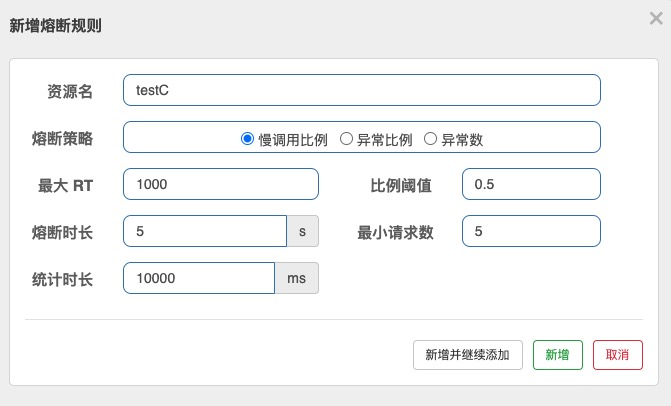 新增熔断规则
×
资源名 testC
熔断策略 慢调用比例 异常比例 异常数
最大 RT 1000 比例阈值 0.5
熔断时长 5 s 最小请求数 5
统计时长 10000 ms
新增并继续添加 新增 取消